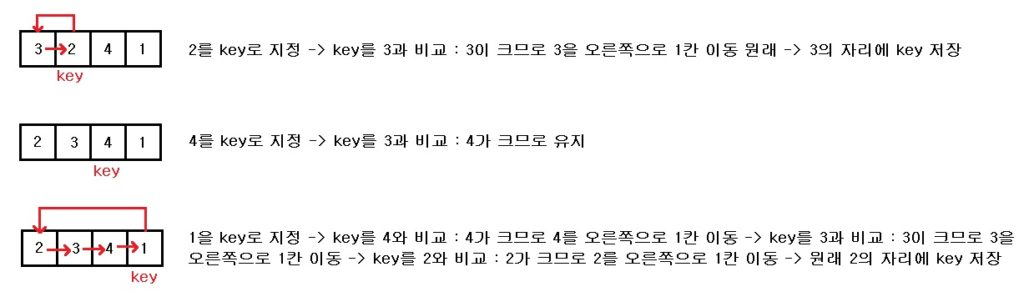 3 2 4 1
key
2를 key로 지정 -> key를 3과 비교 : 3이 크므로 3을 오른쪽으로 1칸 이동 원래 -> 3의 자리에 key 저장
2 3 4 1
key
4를 key로 지정 -> key를 3과 비교 : 4가 크므로 유지
2 3 4 1
key
1을 key로 지정 -> key를 4와 비교 : 4가 크므로 4를 오른쪽으로 1칸 이동 -> key를 3과 비교 : 3이 크므로 3을
오른쪽으로 1칸 이동 -> key를 2와 비교 : 2가 크므로 2를 오른쪽으로 1칸 이동 -> 원래 2의 자리에 key 저장